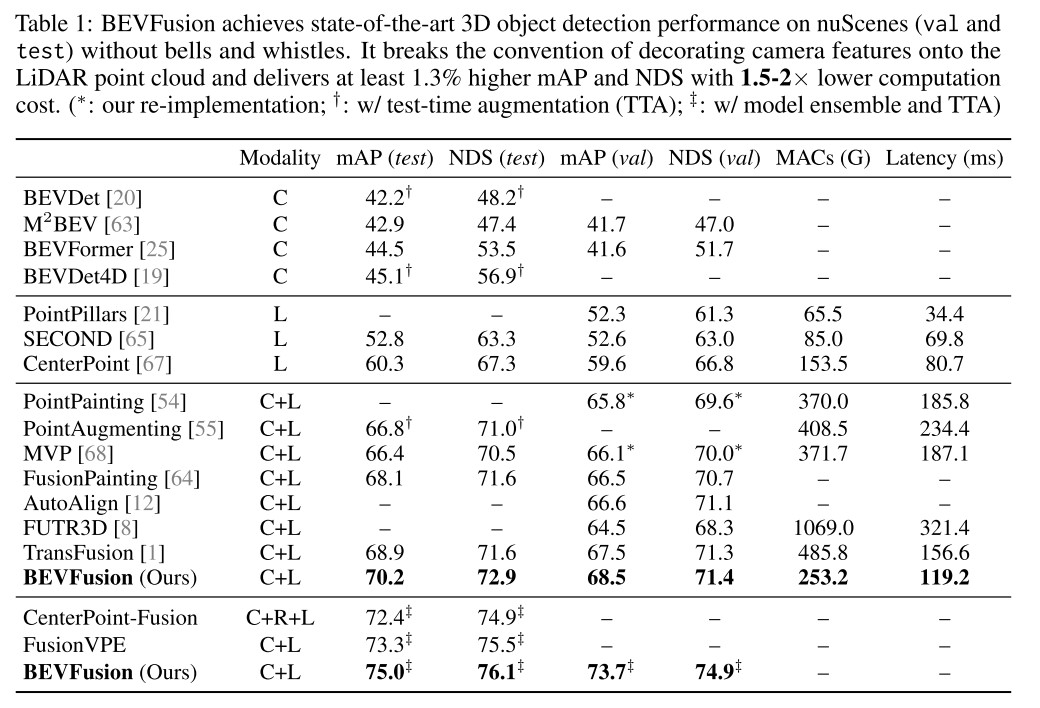 Table 1: BEVFusion achieves state-of-the-art 3D object detection performance on nuScenes (val and
test) without bells and whistles. It breaks the convention of decorating camera features onto the
LiDAR point cloud and delivers at least 1.3% higher mAP and NDS with 1.5-2× lower computation
cost. (*: our re-implementation; †: w/ test-time augmentation (TTA); ‡: w/ model ensemble and TTA)
Modality mAP (test) NDS (test) mAP (val) NDS (val) MACs (G) Latency (ms)
BEVDet [20] C 42.2† 48.2† – – – –
M²BEV [63] C 42.9 47.4 41.7 47.0 – –
BEVFormer [25] C 44.5 53.5 41.6 51.7 – –
BEVDet4D [19] C 45.1† 56.9† – – – –
PointPillars [21] L – – 52.3 61.3 65.5 34.4
SECOND [65] L 52.8 63.3 52.6 63.0 85.0 69.8
CenterPoint [67] L 60.3 67.3 59.6 66.8 153.5 80.7
PointPainting [54] C+L – – 65.8* 69.6* 370.0 185.8
PointAugmenting [55] C+L 66.8† 71.0† – – 408.5 234.4
MVP [68] C+L 66.4 70.5 66.1* 70.0* 371.7 187.1
FusionPainting [64] C+L 68.1 71.6 66.5 70.7 – –
AutoAlign [12] C+L – – 66.6 71.1 – –
FUTR3D [8] C+L – – 64.5 68.3 1069.0 321.4
TransFusion [1] C+L 68.9 71.6 67.5 71.3 485.8 156.6
BEVFusion (Ours) C+L 70.2 72.9 68.5 71.4 253.2 119.2
CenterPoint-Fusion C+R+L 72.4‡ 74.9‡ – – – –
FusionVPE C+L 73.3‡ 75.5‡ – – – –
BEVFusion (Ours) C+L 75.0‡ 76.1‡ 73.7‡ 74.9‡ – –